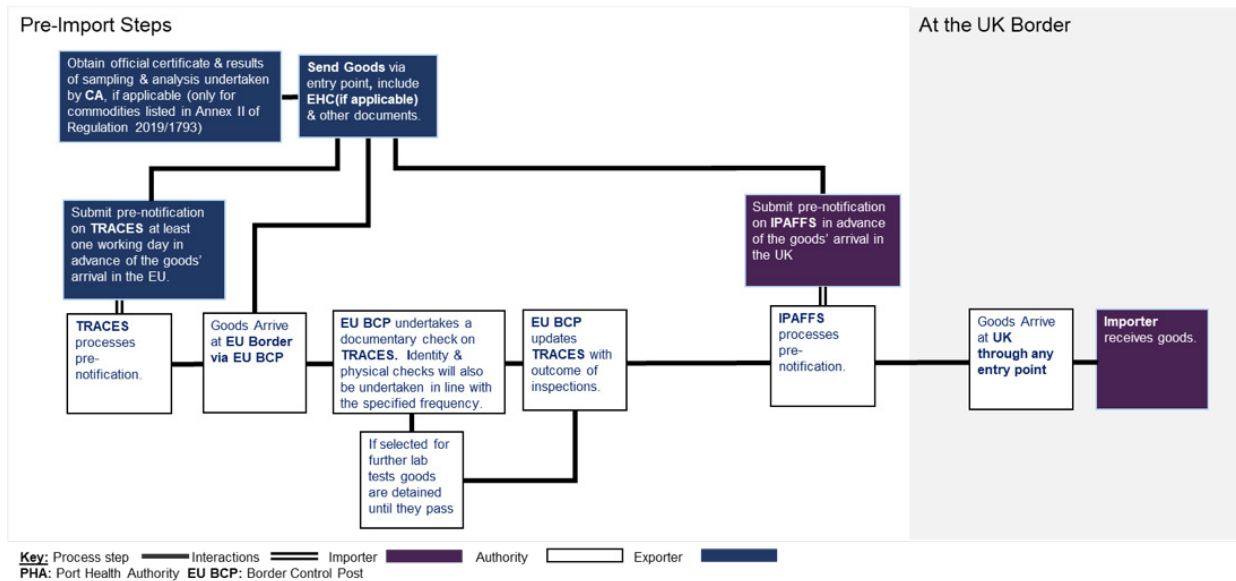 Pre-Import Steps
At the UK Border
Obtain official certificate & results
of sampling & analysis undertaken
by CA, if applicable (only for
commodities listed in Annex II of
Regulation 2019/1793)
Send Goods via
entry point, include
EHC(if applicable)
& other documents.
Submit pre-notification
on TRACES at least
one working day in
advance of the goods'
arrival in the EU.
Submit pre-notification
on IPAFFS in advance
of the goods' arrival in
the UK
TRACES
processes
pre-
notification.
Goods Arrive
at EU Border
via EU BCP
EU BCP undertakes a
documentary check on
TRACES. Identity &
physical checks will also
be undertaken in line with
the specified frequency.
EU BCP
updates
TRACES with
outcome of
inspections.
IPAFFS
processes
pre-
notification.
Goods Arrive
at UK
through any
entry point
Importer
receives goods.
If selected for
further lab
tests goods
are detained
until they pass
Key: Process step Interactions Importer Authority Exporter
PHA: Port Health Authority EU BCP: Border Control Post